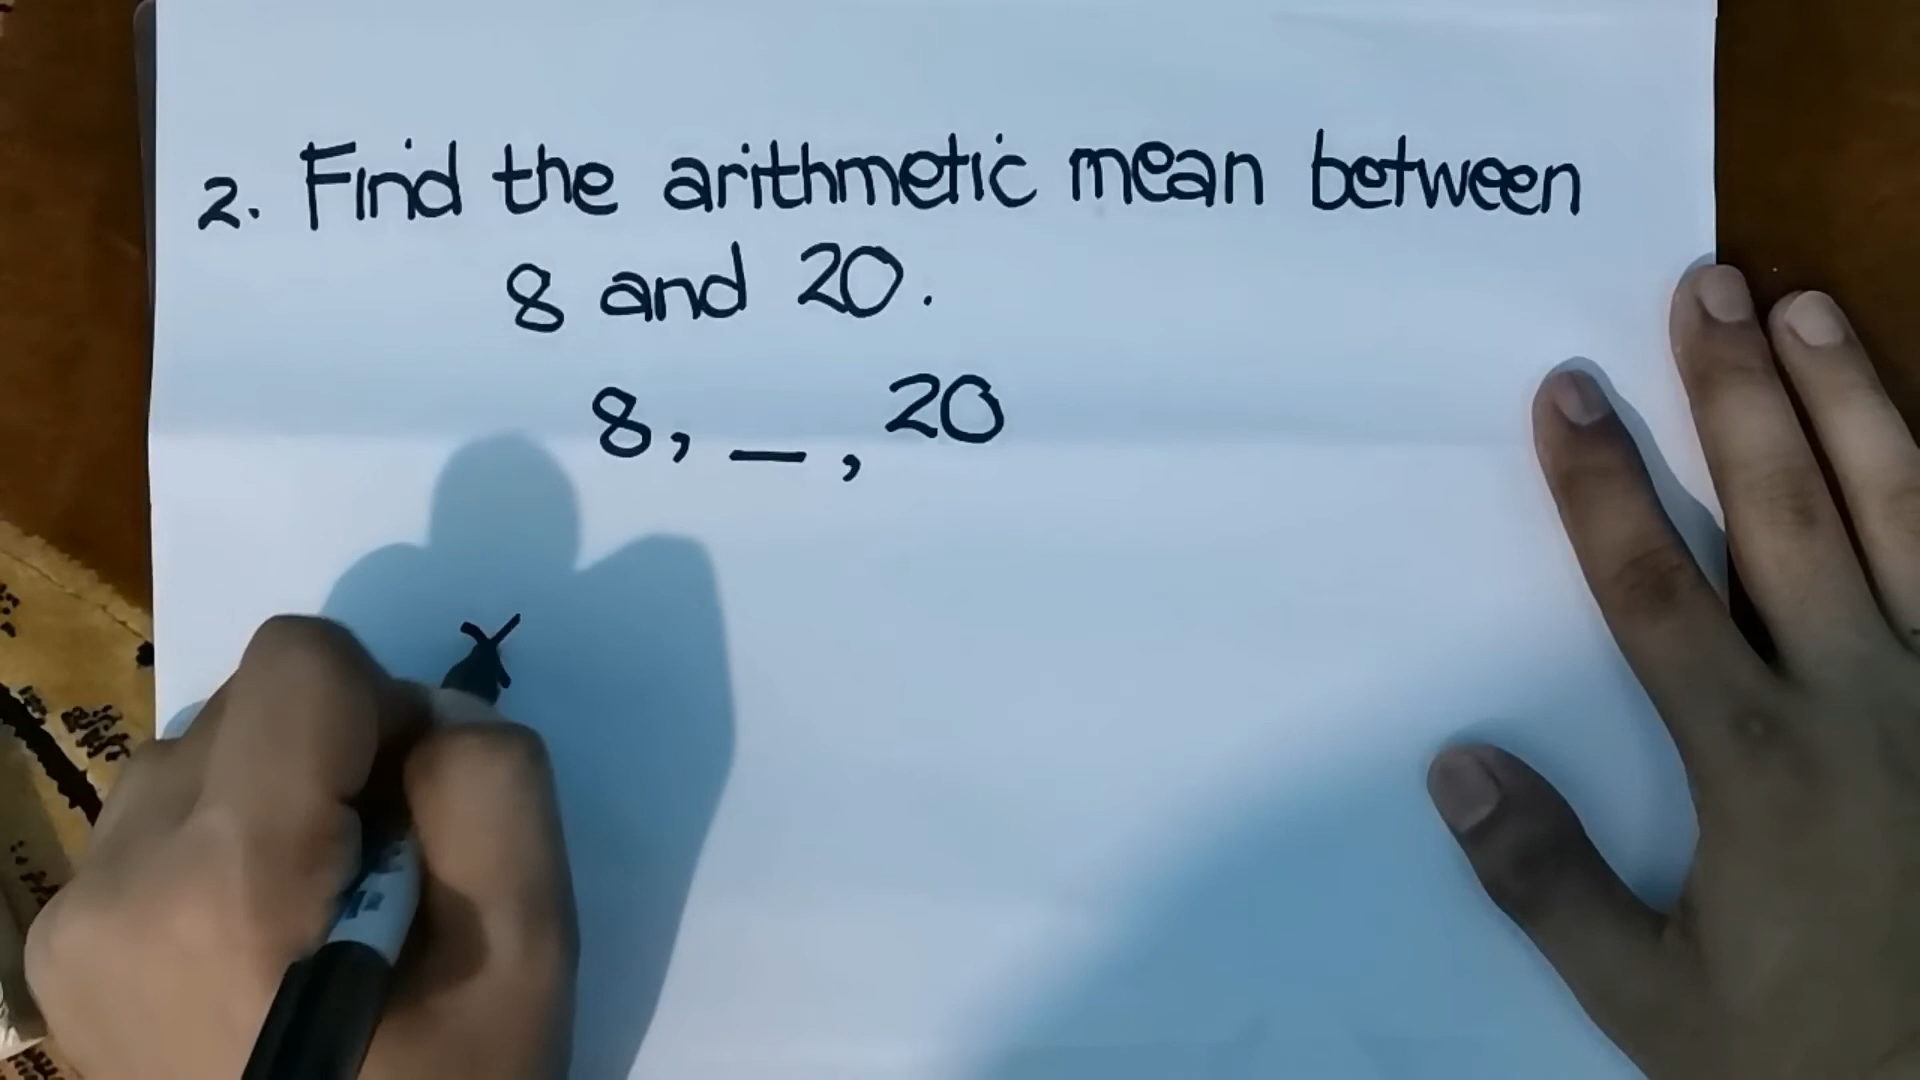 2. Find the arithmetic mean between
8 and 20.
8, _, 20
x